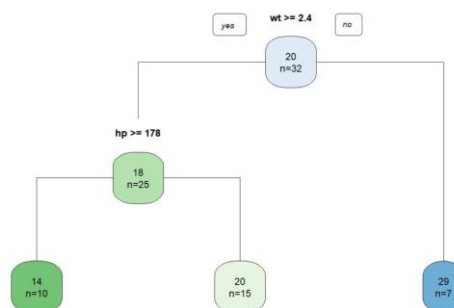 yes
wt >= 2.4
no
20
n=32
hp >= 178
18
n=25
14
n=10
20
n=15
29
n=7